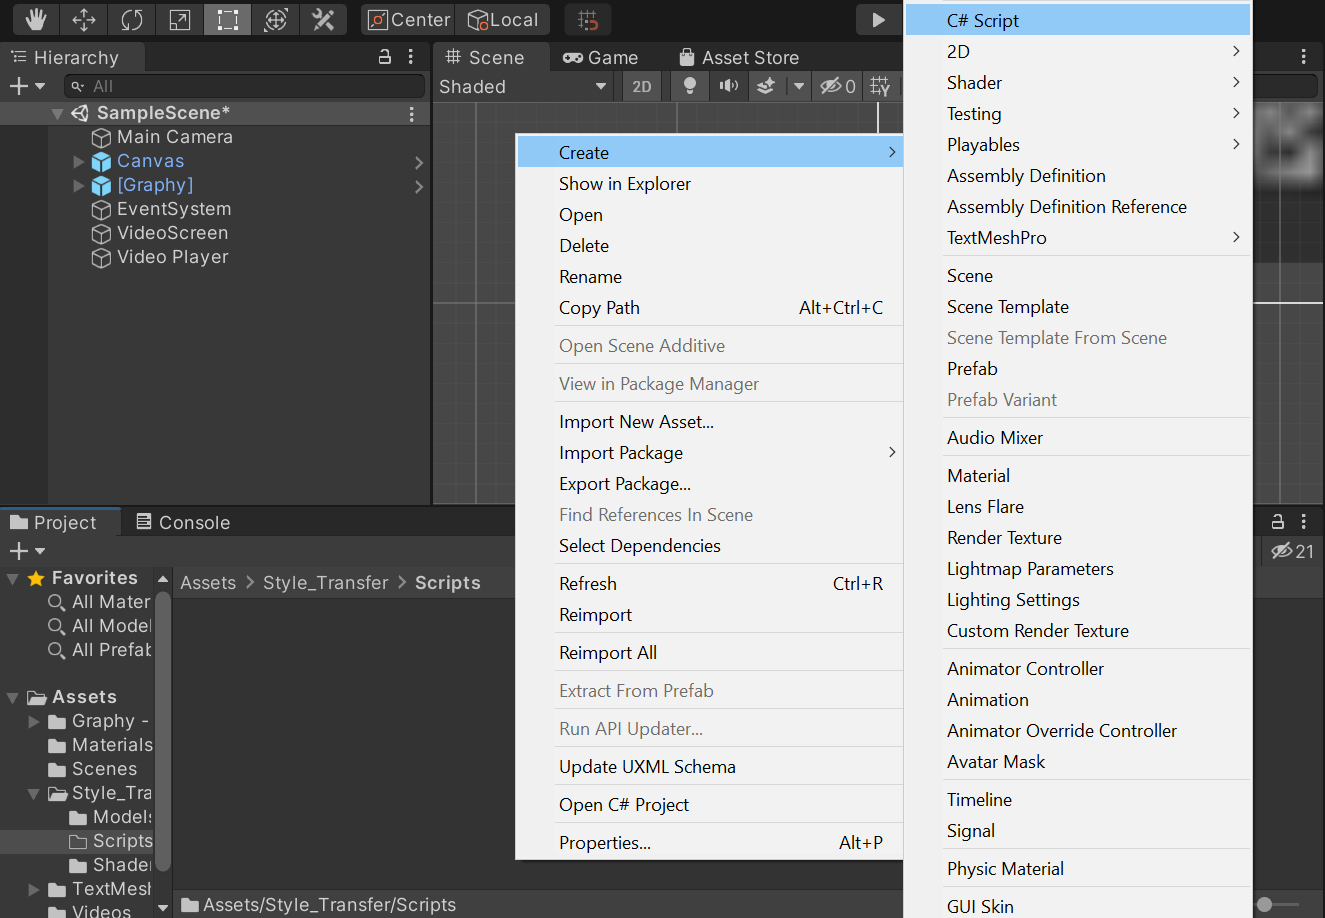 Center
Local
Hierarchy
All
SampleScene*
Main Camera
Canvas
[Graphy]
EventSystem
VideoScreen
Video Player
Scene
Game
Asset Store
Shaded
2D
0
Create
Show in Explorer
Open
Delete
Rename
Copy Path Alt+Ctrl+C
Open Scene Additive
View in Package Manager
Import New Asset...
Import Package
Export Package...
Find References In Scene
Select Dependencies
Refresh Ctrl+R
Reimport
Reimport All
Extract From Prefab
Run API Updater...
Update UXML Schema
Open C# Project
Properties... Alt+P
C# Script
2D
Shader
Testing
Playables
Assembly Definition
Assembly Definition Reference
TextMeshPro
Scene
Scene Template
Scene Template From Scene
Prefab
Prefab Variant
Audio Mixer
Material
Lens Flare
Render Texture
Lightmap Parameters
Lighting Settings
Custom Render Texture
Animator Controller
Animation
Animator Override Controller
Avatar Mask
Timeline
Signal
Physic Material
GUI Skin
Project
Console
21
Favorites
All Mater
All Model
All Prefab
Assets
Graphy -
Materials
Scenes
Style_Tra
Models
Scripts
Shader
TextMesh
Videos
Assets > Style_Transfer > Scripts
Assets/Style_Transfer/Scripts